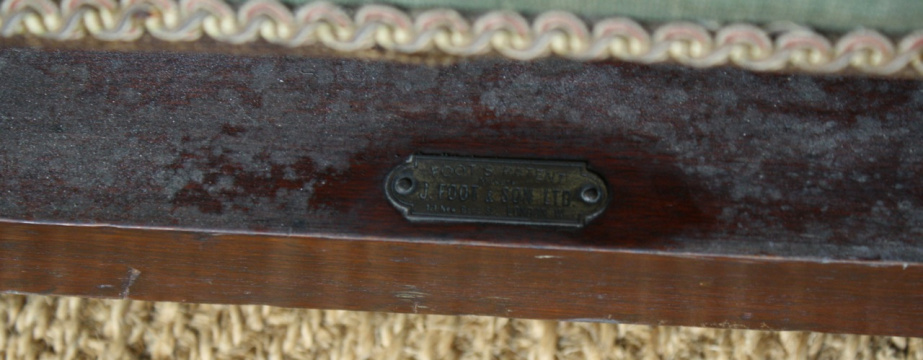 FOOT'S PATENT
J. FOOT & SON LTD